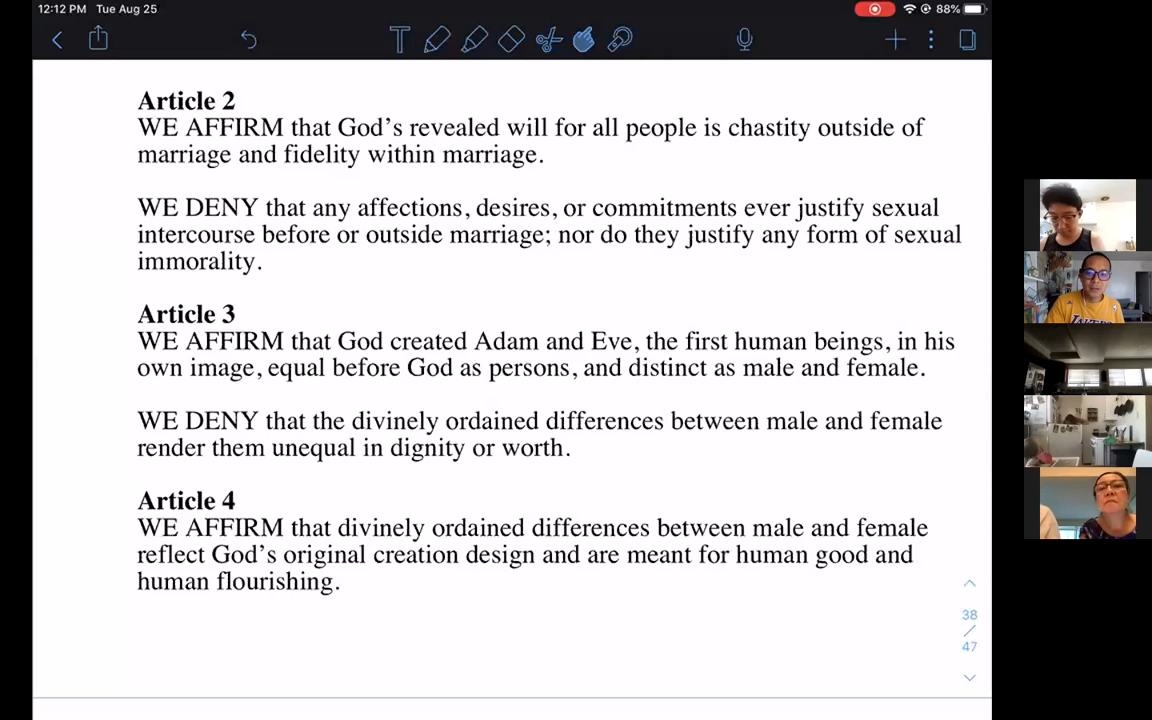 12:12 PM Tue Aug 25
88%
Article 2
WE AFFIRM that God's revealed will for all people is chastity outside of
marriage and fidelity within marriage.
WE DENY that any affections, desires, or commitments ever justify sexual
intercourse before or outside marriage; nor do they justify any form of sexual
immorality.
Article 3
WE AFFIRM that God created Adam and Eve, the first human beings, in his
own image, equal before God as persons, and distinct as male and female.
WE DENY that the divinely ordained differences between male and female
render them unequal in dignity or worth.
Article 4
WE AFFIRM that divinely ordained differences between male and female
reflect God's original creation design and are meant for human good and
human flourishing.
38
/
47
LAKERS